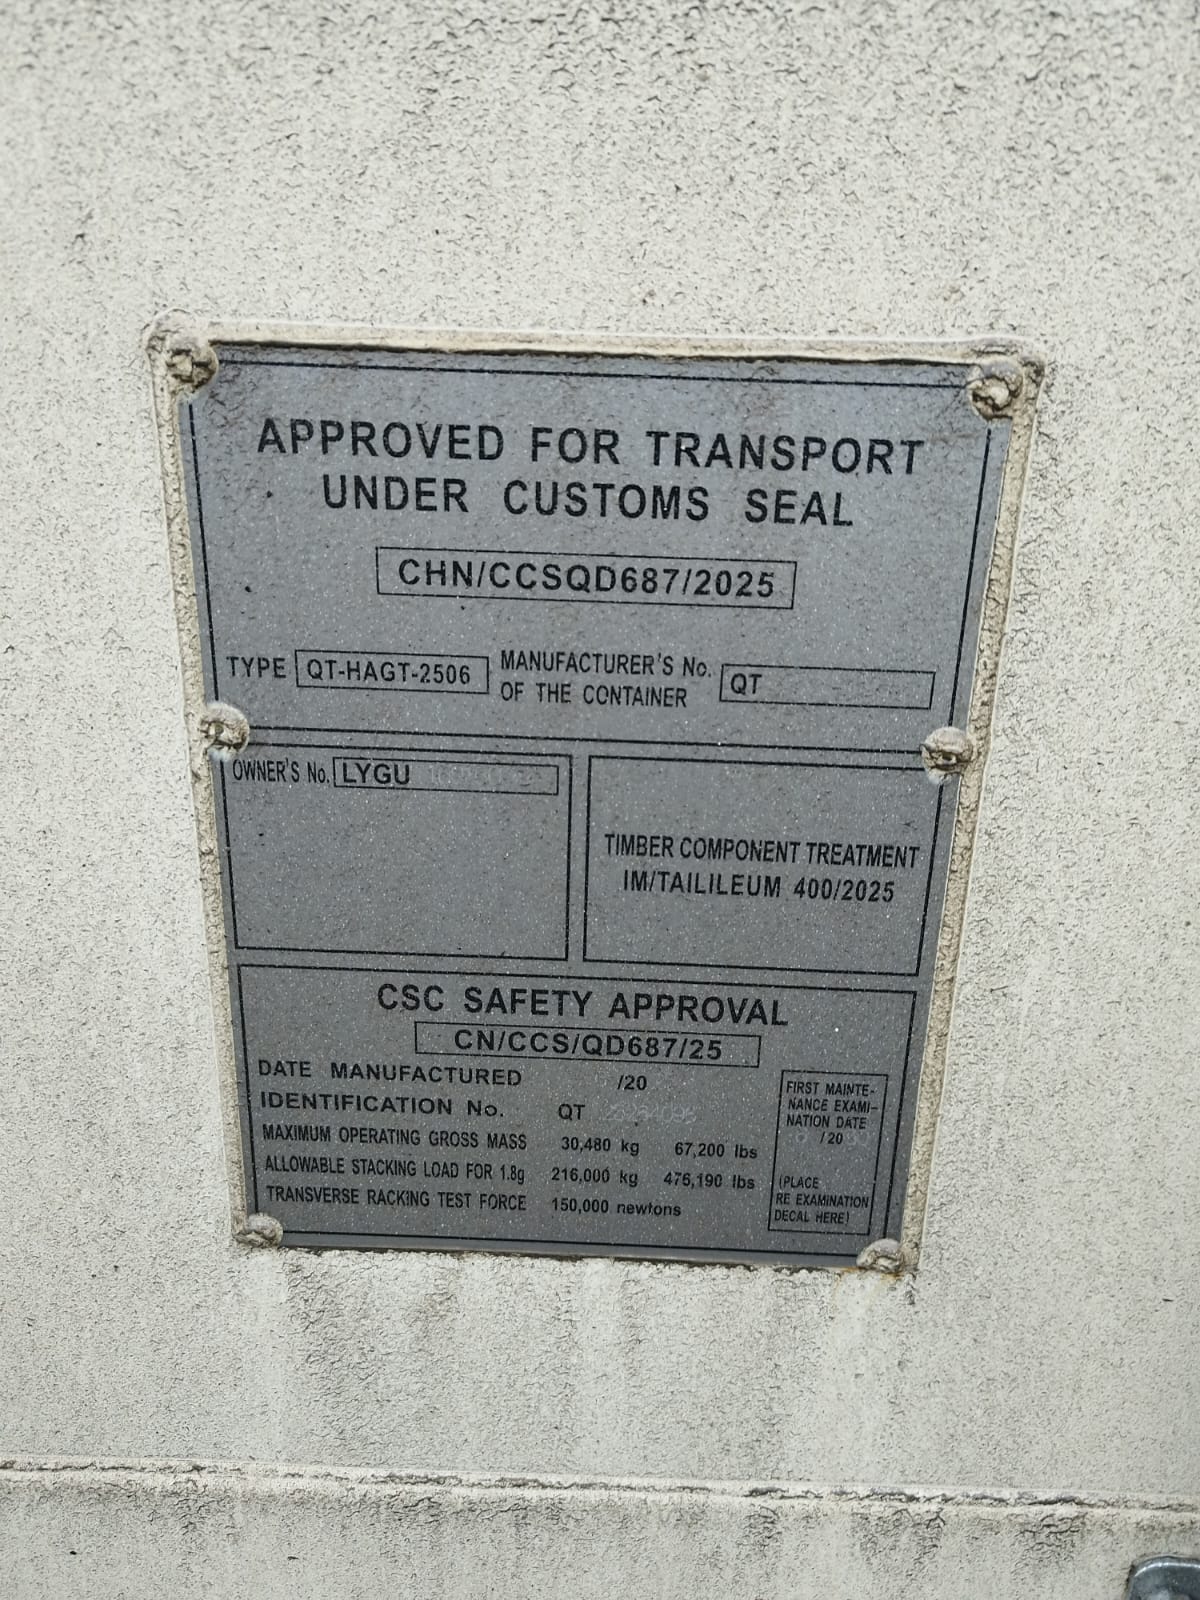 APPROVED FOR TRANSPORT
UNDER CUSTOMS SEAL
CHN/CCSQD687/2025
TYPE QT-HAGT-2506 MANUFACTURER'S No. OF THE CONTAINER QT
OWNER'S No. LYGU
TIMBER COMPONENT TREATMENT
IM/TAILILEUM 400/2025
CSC SAFETY APPROVAL
CN/CCS/QD687/25
DATE MANUFACTURED /20
IDENTIFICATION No. QT
MAXIMUM OPERATING GROSS MASS 30,480 kg 67,200 lbs
ALLOWABLE STACKING LOAD FOR 1.8g 216,000 kg 476,190 lbs
TRANSVERSE RACKING TEST FORCE 150,000 newtons
FIRST MAINTE-
NANCE EXAMI-
NATION DATE
/20
(PLACE
RE EXAMINATION
DECAL HERE)